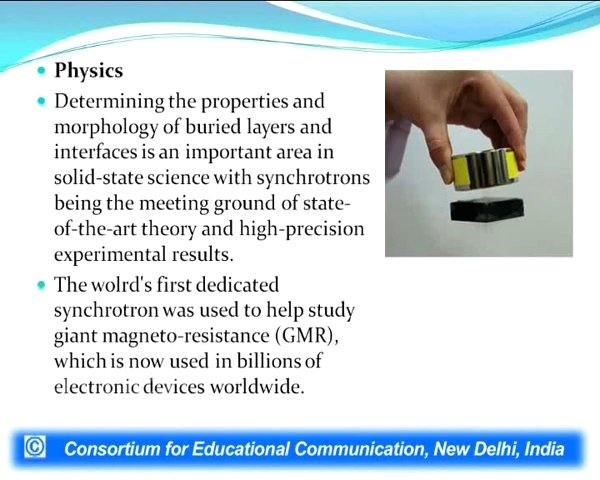 Physics
Determining the properties and
morphology of buried layers and
interfaces is an important area in
solid-state science with synchrotrons
being the meeting ground of state-
of-the-art theory and high-precision
experimental results.
The wolrd's first dedicated
synchrotron was used to help study
giant magneto-resistance (GMR),
which is now used in billions of
electronic devices worldwide.
© Consortium for Educational Communication, New Delhi, India